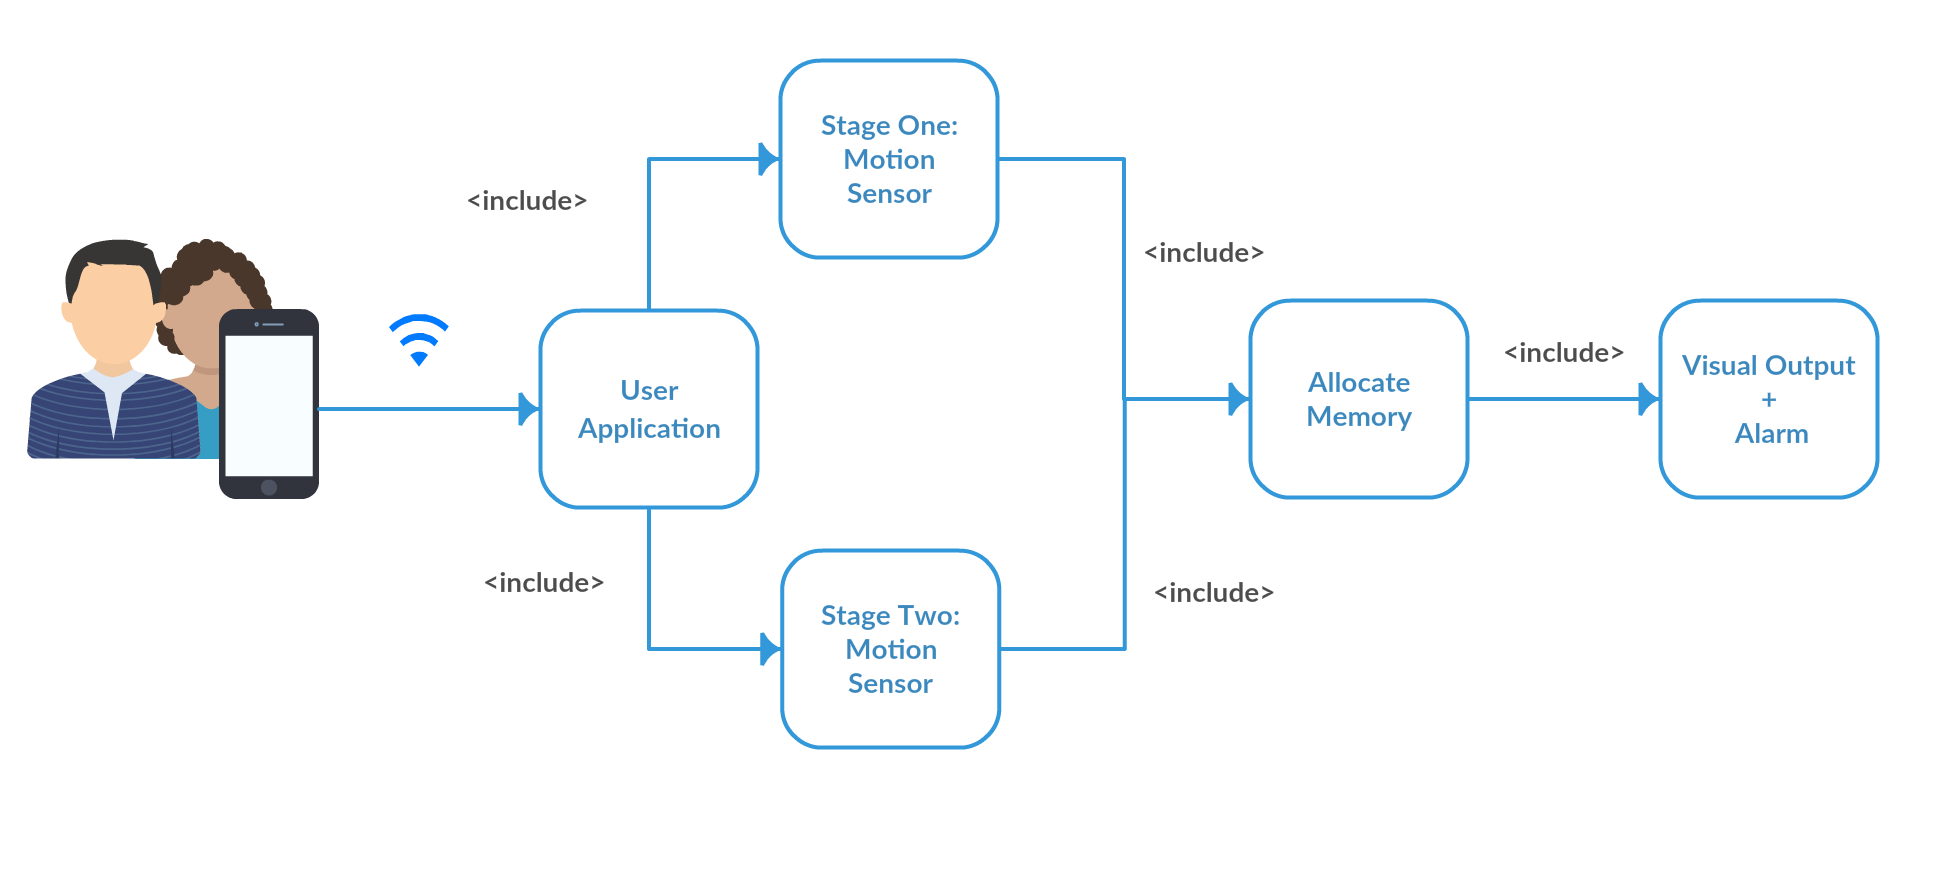 Stage One:
Motion
Sensor
<include>
<include>
User
Application
Allocate
Memory
<include>
Visual Output
+
Alarm
<include>
<include>
Stage Two:
Motion
Sensor